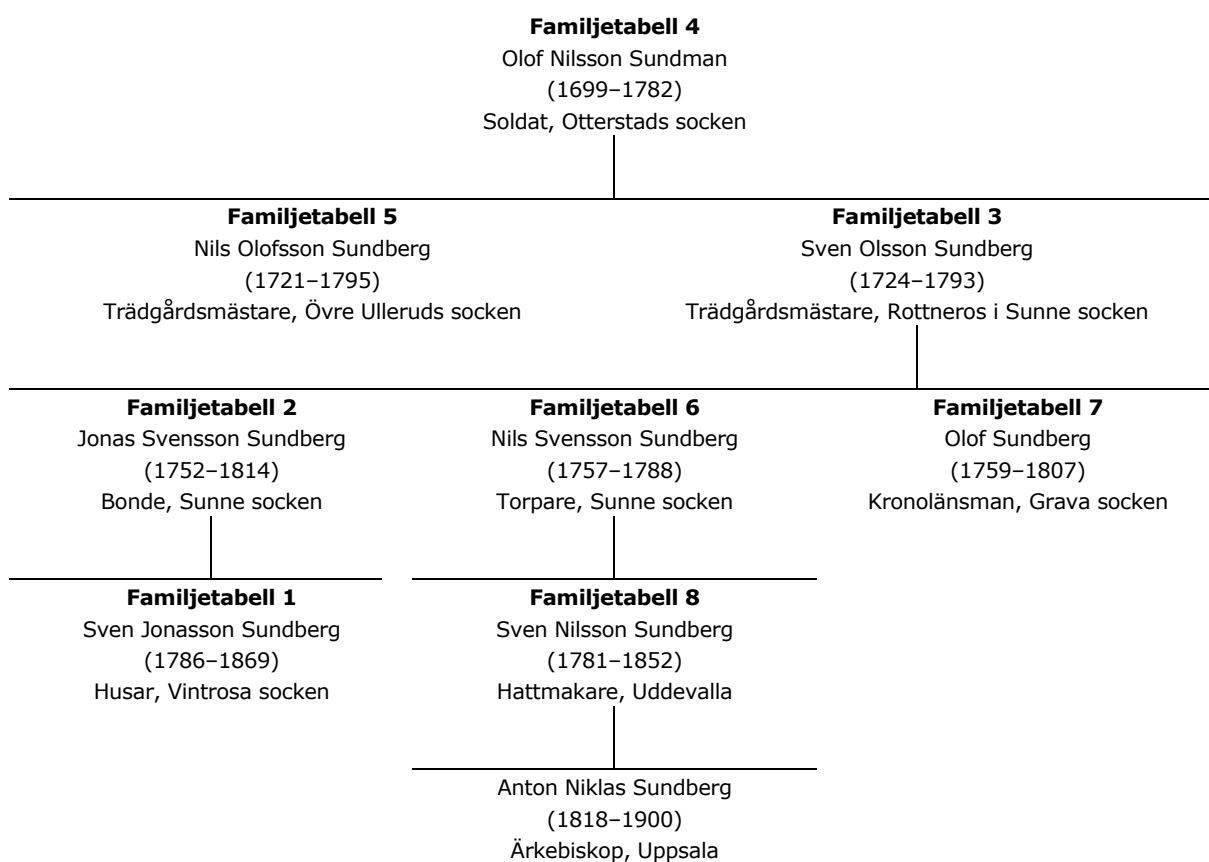 Familjetabell 4
Olof Nilsson Sundman
(1699–1782)
Soldat, Otterstads socken
Familjetabell 5
Nils Olofsson Sundberg
(1721–1795)
Trädgårdsmästare, Övre Ulleruds socken
Familjetabell 3
Sven Olsson Sundberg
(1724–1793)
Trädgårdsmästare, Rottneros i Sunne socken
Familjetabell 2
Jonas Svensson Sundberg
(1752–1814)
Bonde, Sunne socken
Familjetabell 6
Nils Svensson Sundberg
(1757–1788)
Torpare, Sunne socken
Familjetabell 7
Olof Sundberg
(1759–1807)
Kronolänsman, Grava socken
Familjetabell 1
Sven Jonasson Sundberg
(1786–1869)
Husar, Vintrosa socken
Familjetabell 8
Sven Nilsson Sundberg
(1781–1852)
Hattmakare, Uddevalla
Anton Niklas Sundberg
(1818–1900)
Ärkebiskop, Uppsala